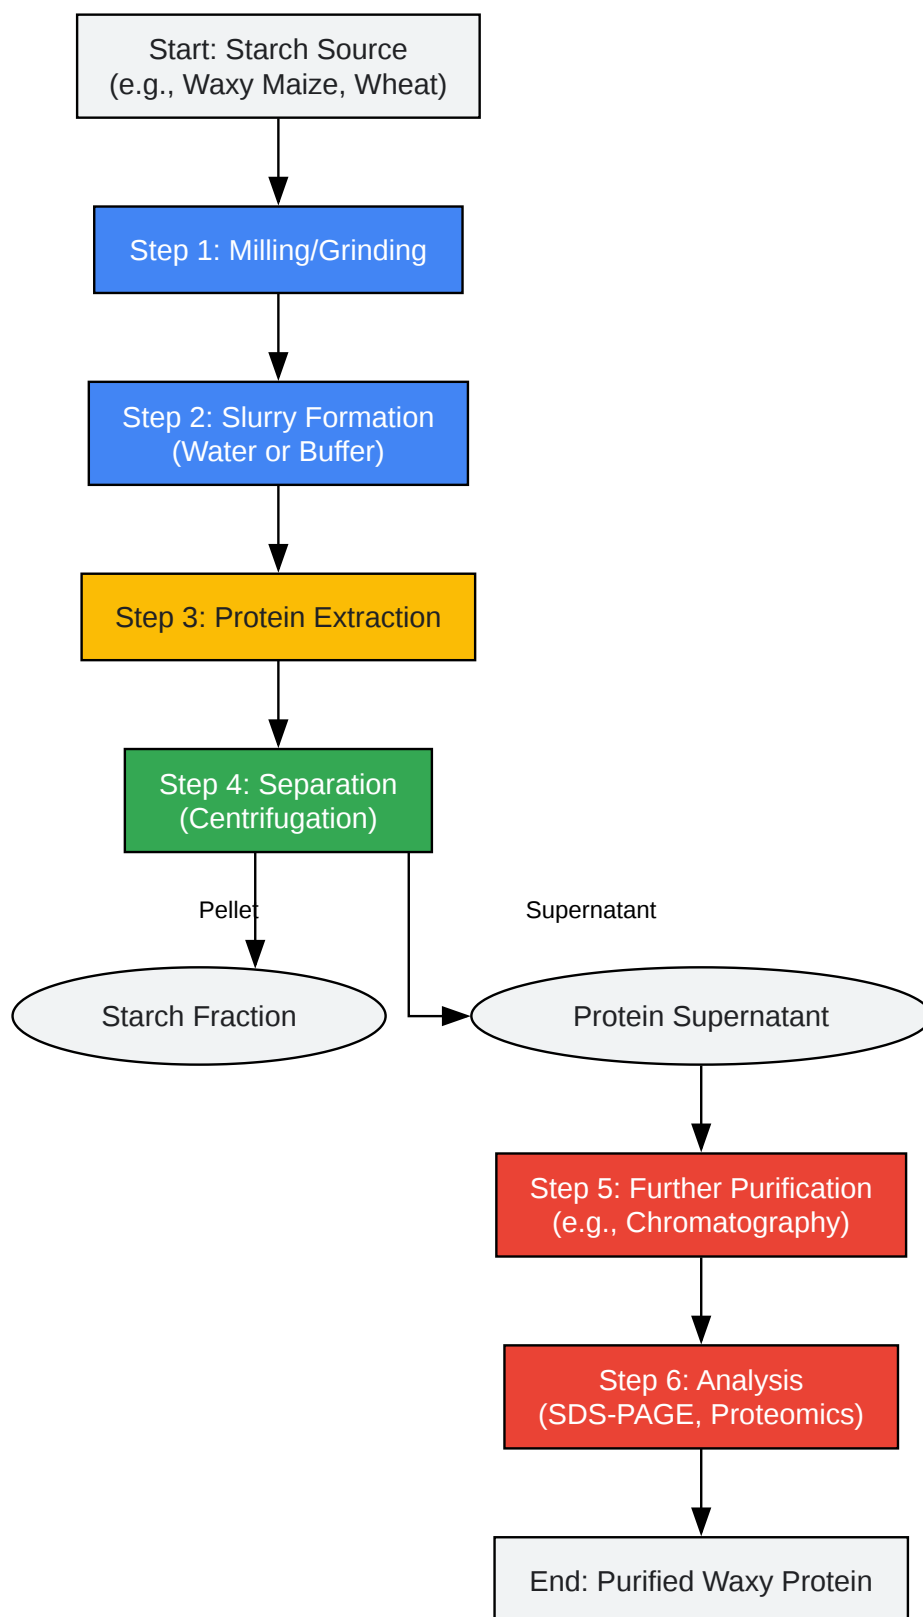 Start: Starch Source
(e.g., Waxy Maize, Wheat)
Step 1: Milling/Grinding
Step 2: Slurry Formation
(Water or Buffer)
Step 3: Protein Extraction
Step 4: Separation
(Centrifugation)
Pellet
Supernatant
Starch Fraction
Protein Supernatant
Step 5: Further Purification
(e.g., Chromatography)
Step 6: Analysis
(SDS-PAGE, Proteomics)
End: Purified Waxy Protein